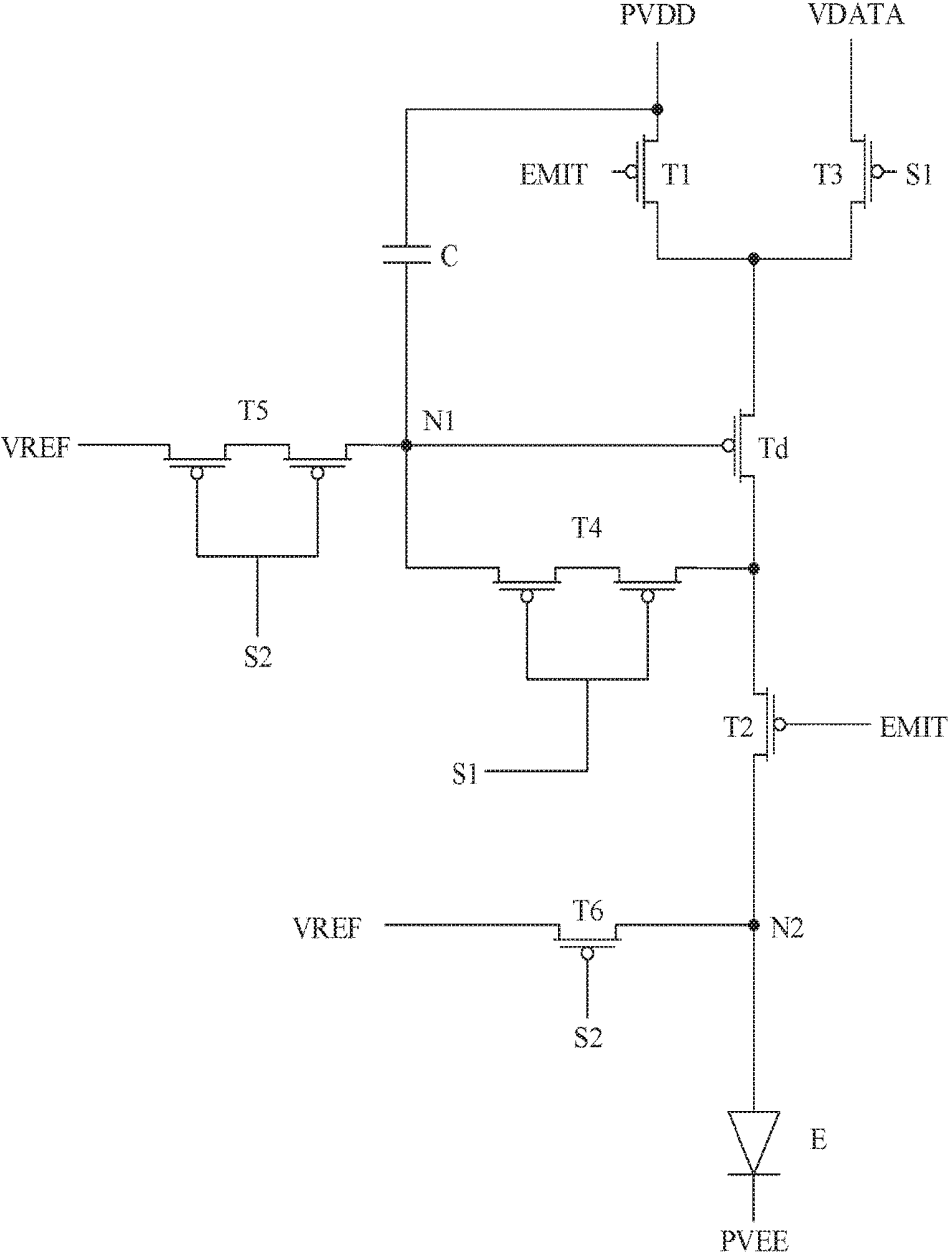 PVDD
VDATA
EMIT
T1
T3
S1
C
T5
N1
VREF
Td
T4
S2
T2
EMIT
S1
T6
VREF
N2
S2
E
PVEE